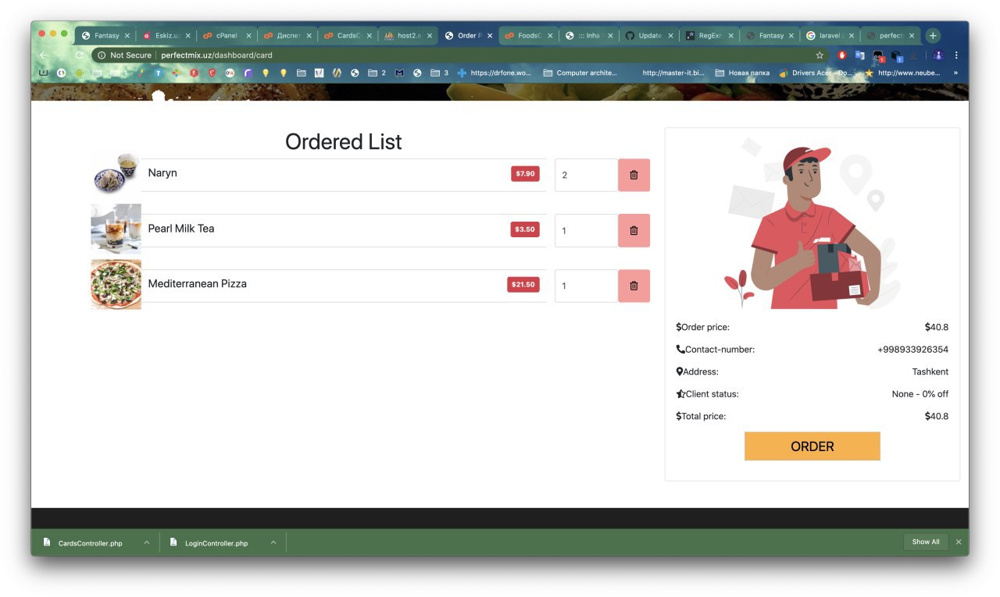 Fantasy
Eskiz.u
cPanel
Диспет
CardsC
host2.e
Order P
FoodsC
::: Inha
Update
RegExr
Fantasy
laravel
perfect
Not Secure | perfectmix.uz/dashboard/card
2
3
https://drfone.wo...
Computer archite...
http://master-it.bi...
Новая папка
Drivers Acer – Do...
http://www.neube...
»
Ordered List
Naryn $7.90 2
Pearl Milk Tea $3.50 1
Mediterranean Pizza $21.50 1
$Order price: $40.8
Contact-number: +998933926354
Address: Tashkent
Client status: None - 0% off
$Total price: $40.8
ORDER
CardsController.php
LoginController.php
Show All